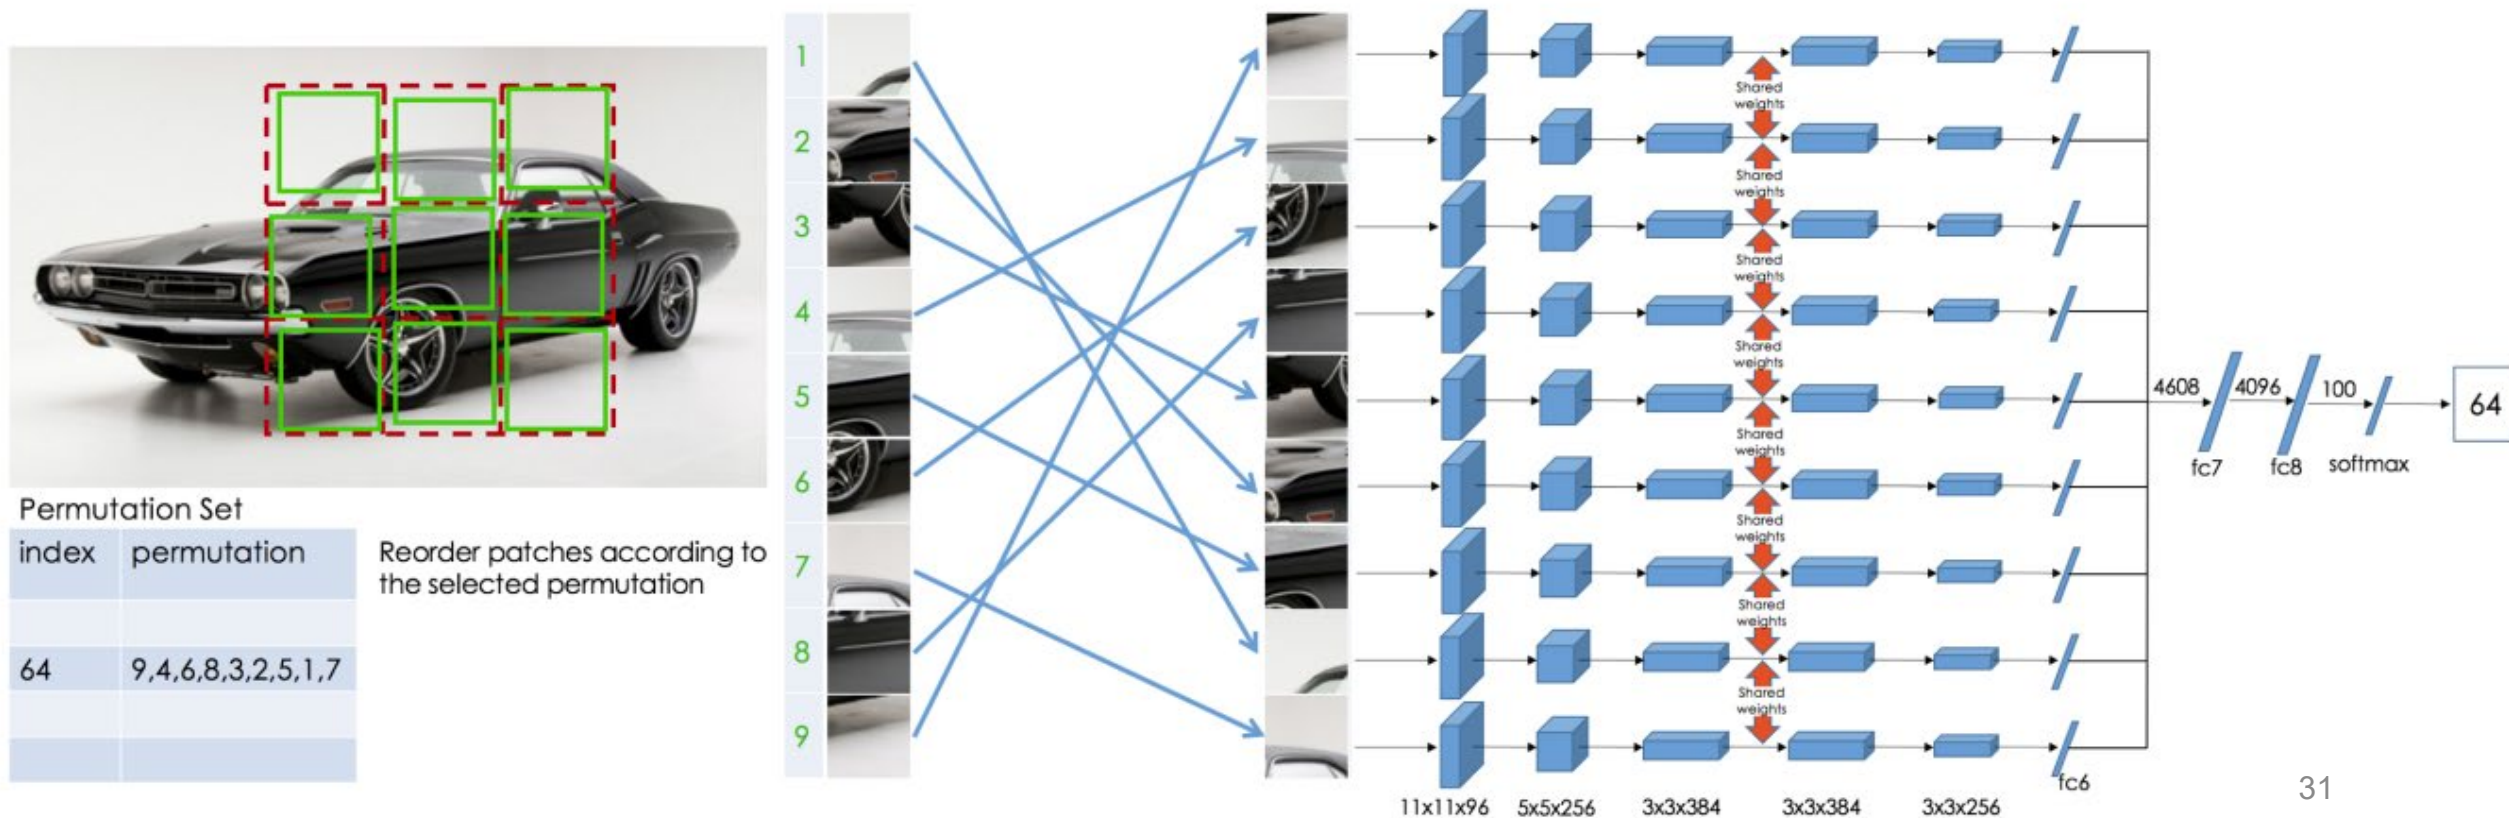 Permutation Set
index permutation
64 9,4,6,8,3,2,5,1,7
Reorder patches according to
the selected permutation
1
2
3
4
5
6
7
8
9
Shared
weights
Shared
weights
Shared
weights
Shared
weights
Shared
weights
Shared
weights
Shared
weights
Shared
weights
11x11x96 5x5x256 3x3x384 3x3x384 3x3x256
fc6
4608 4096 100
fc7 fc8 softmax
64
31